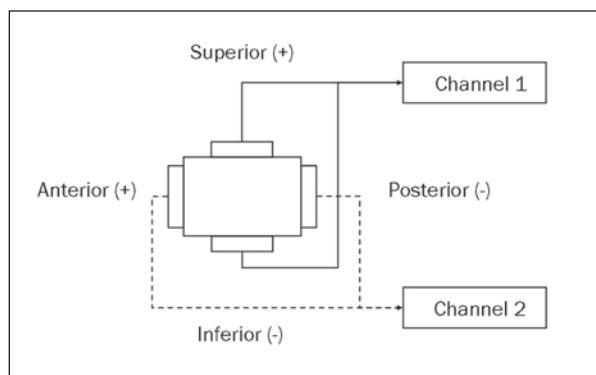 Superior (+)
Channel 1
Anterior (+)
Posterior (-)
Channel 2
Inferior (-)